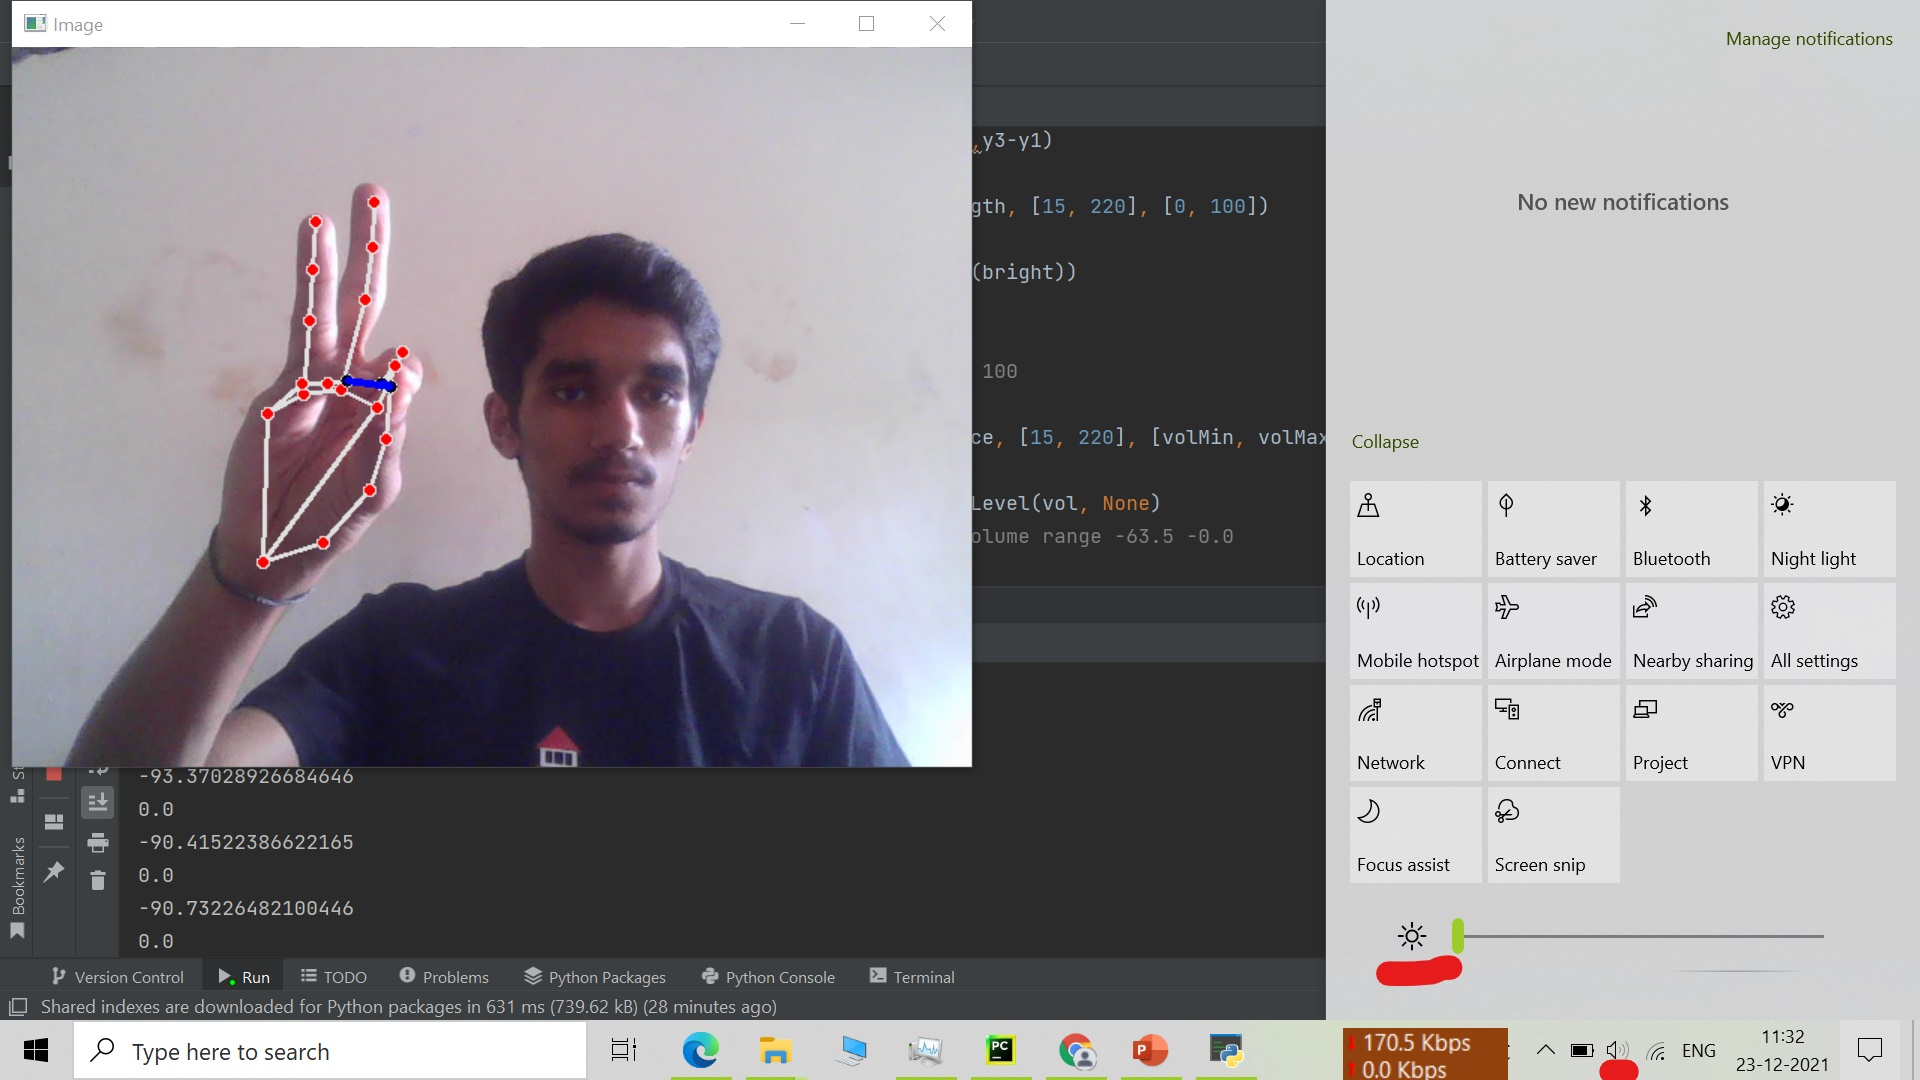 Image
,y3-y1)
gth, [15, 220], [0, 100])
(bright))
100
ce, [15, 220], [volMin, volMax
Level(vol, None)
olume range -63.5 -0.0
-93.37028926684646
0.0
-90.41522386622165
0.0
-90.73226482100446
0.0
Bookmarks
Version Control
Run
TODO
Problems
Python Packages
Python Console
Terminal
Shared indexes are downloaded for Python packages in 631 ms (739.62 kB) (28 minutes ago)
Manage notifications
No new notifications
Collapse
Location
Battery saver
Bluetooth
Night light
Mobile hotspot
Airplane mode
Nearby sharing
All settings
Network
Connect
Project
VPN
Focus assist
Screen snip
Type here to search
PC
P
170.5 Kbps
0.0 Kbps
ENG
11:32
23-12-2021